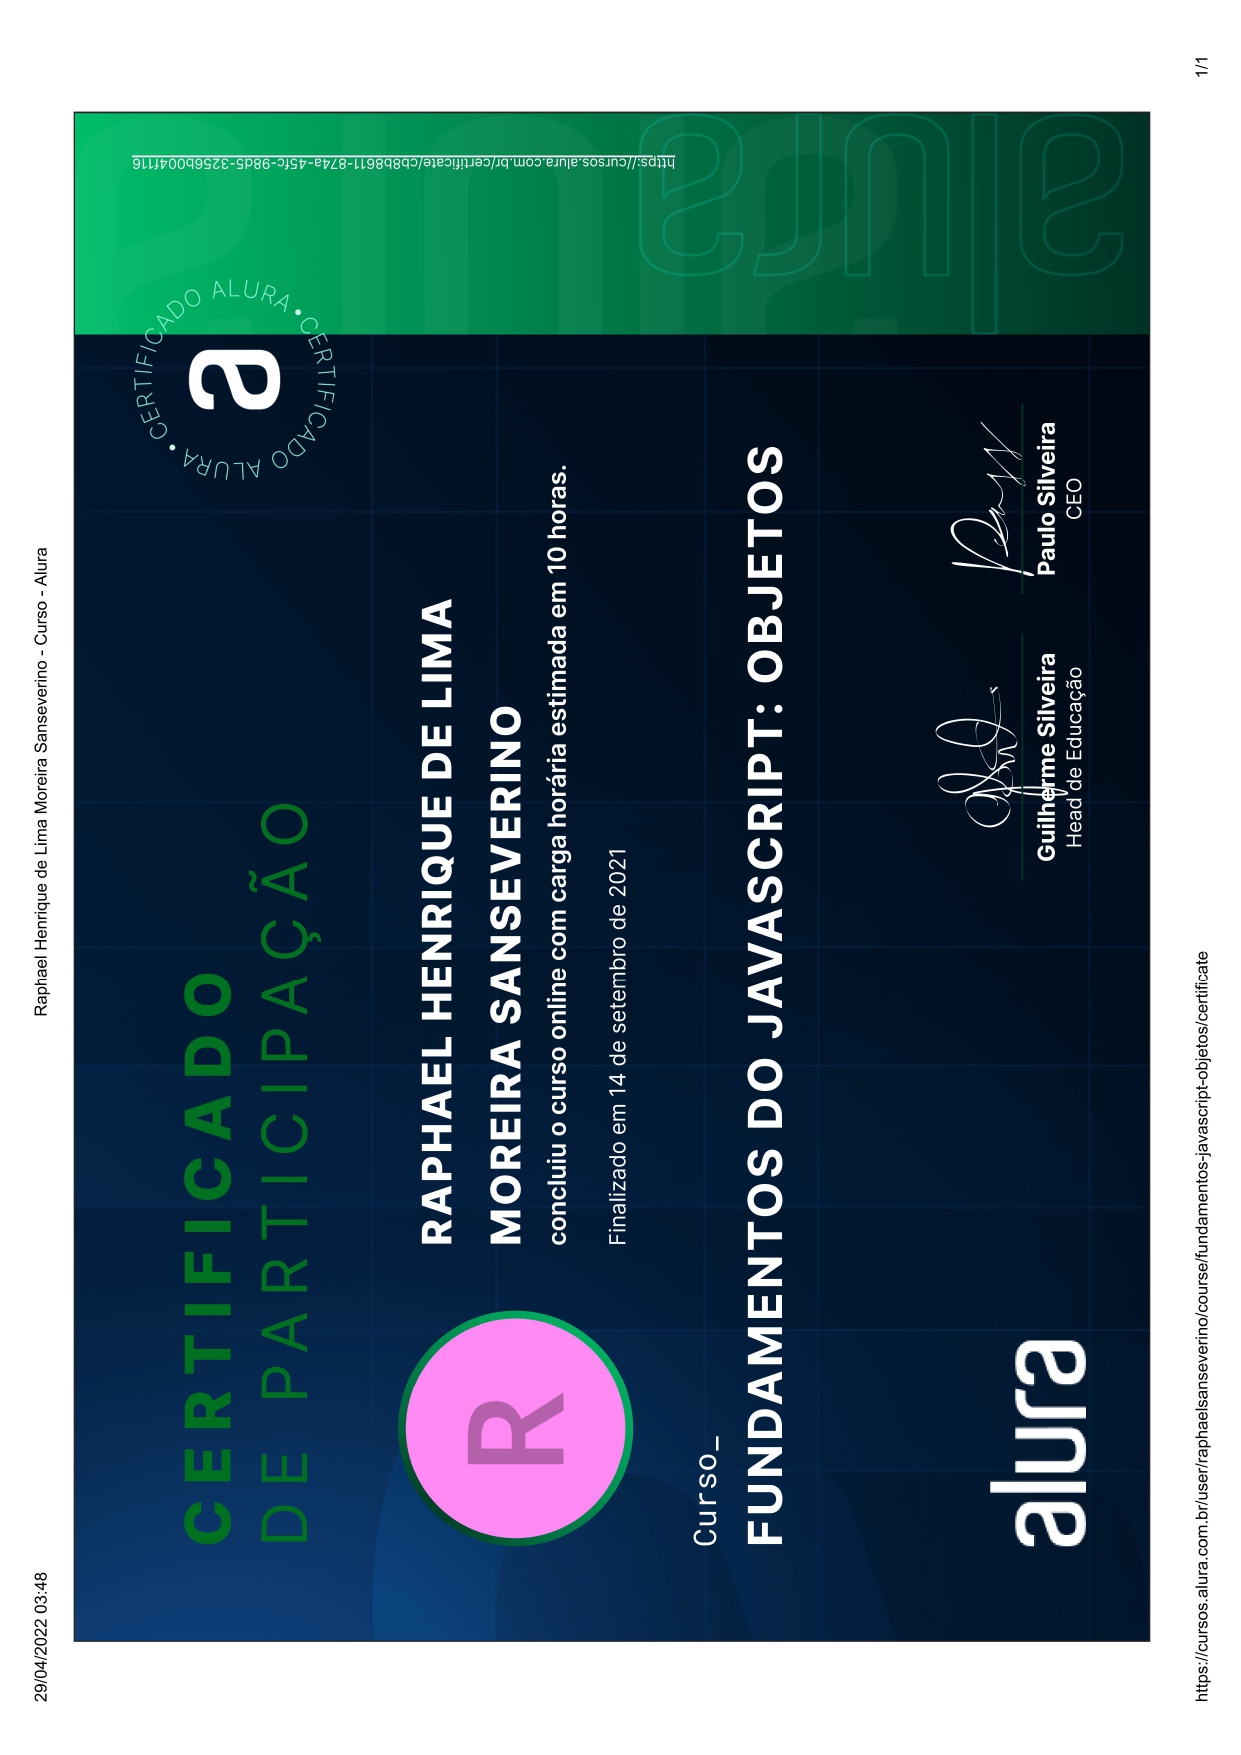 29/04/2022 03:48
Raphael Henrique de Lima Moreira Sanseverino - Curso - Alura
CERTIFICADO
DE PARTICIPAÇÃO
CERTIFICADO ALURA • CERTIFICADO ALURA •
a
https://cursos.alura.com.br/certificate/cb8b8611-874a-45fc-98d5-3256b004f116
R
RAPHAEL HENRIQUE DE LIMA
MOREIRA SANSEVERINO
concluiu o curso online com carga horária estimada em 10 horas.
Finalizado em 14 de setembro de 2021
Curso_
FUNDAMENTOS DO JAVASCRIPT: OBJETOS
alura
alura
Guilherme Silveira
Head de Educação
Paulo Silveira
CEO
https://cursos.alura.com.br/user/raphaelsanseverino/course/fundamentos-javascript-objetos/certificate
1/1